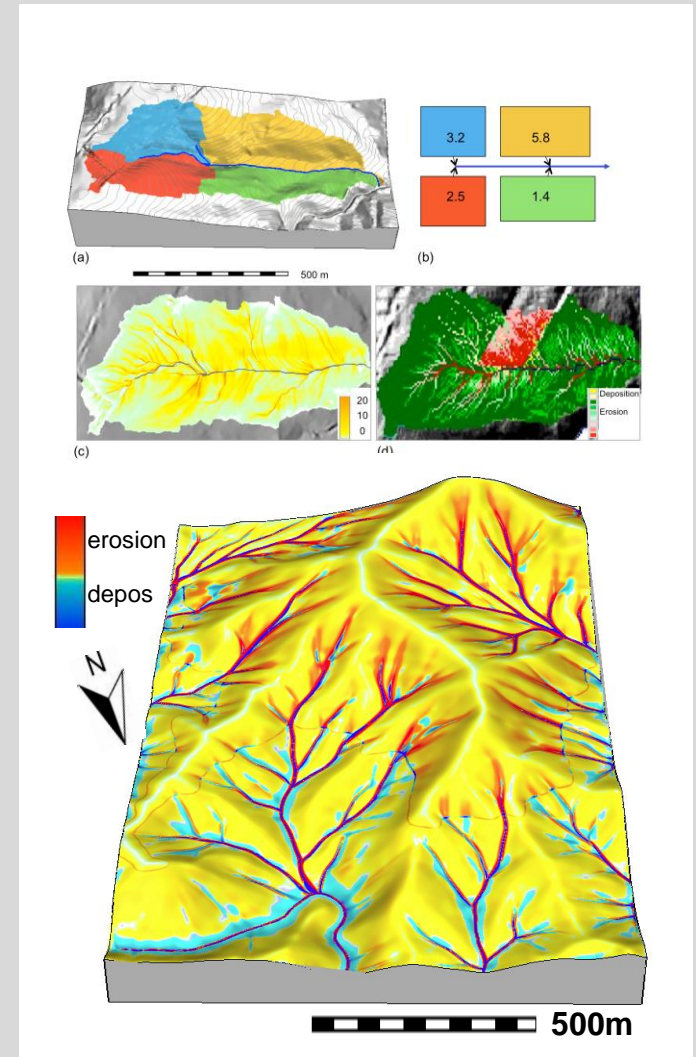 3.2
5.8
2.5
1.4
(a)
(b)
500 m
20
10
0
Deposition
Erosion
(c)
(d)
erosion
depos
N
500m